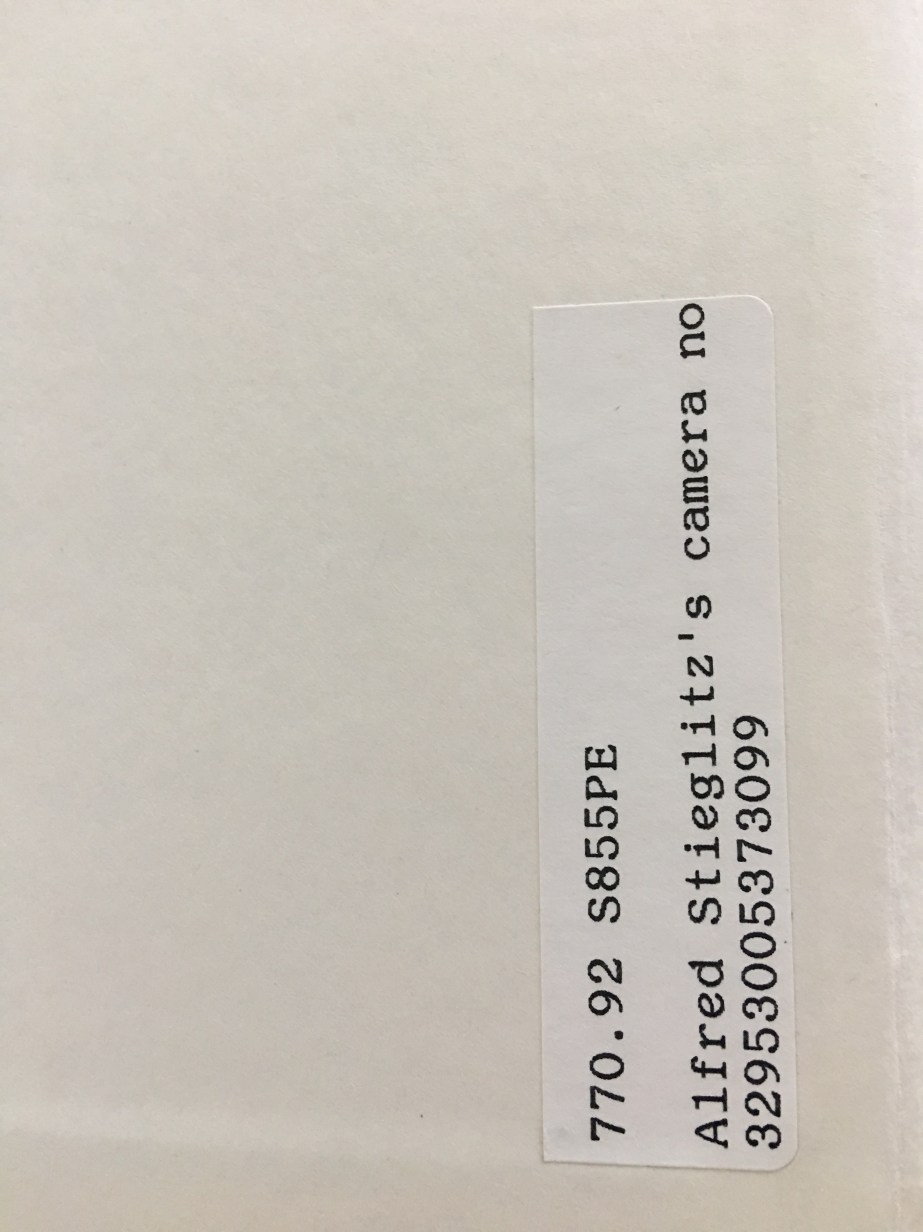 770.92 S855PE
Alfred Stieglitz's camera no
32953005373099